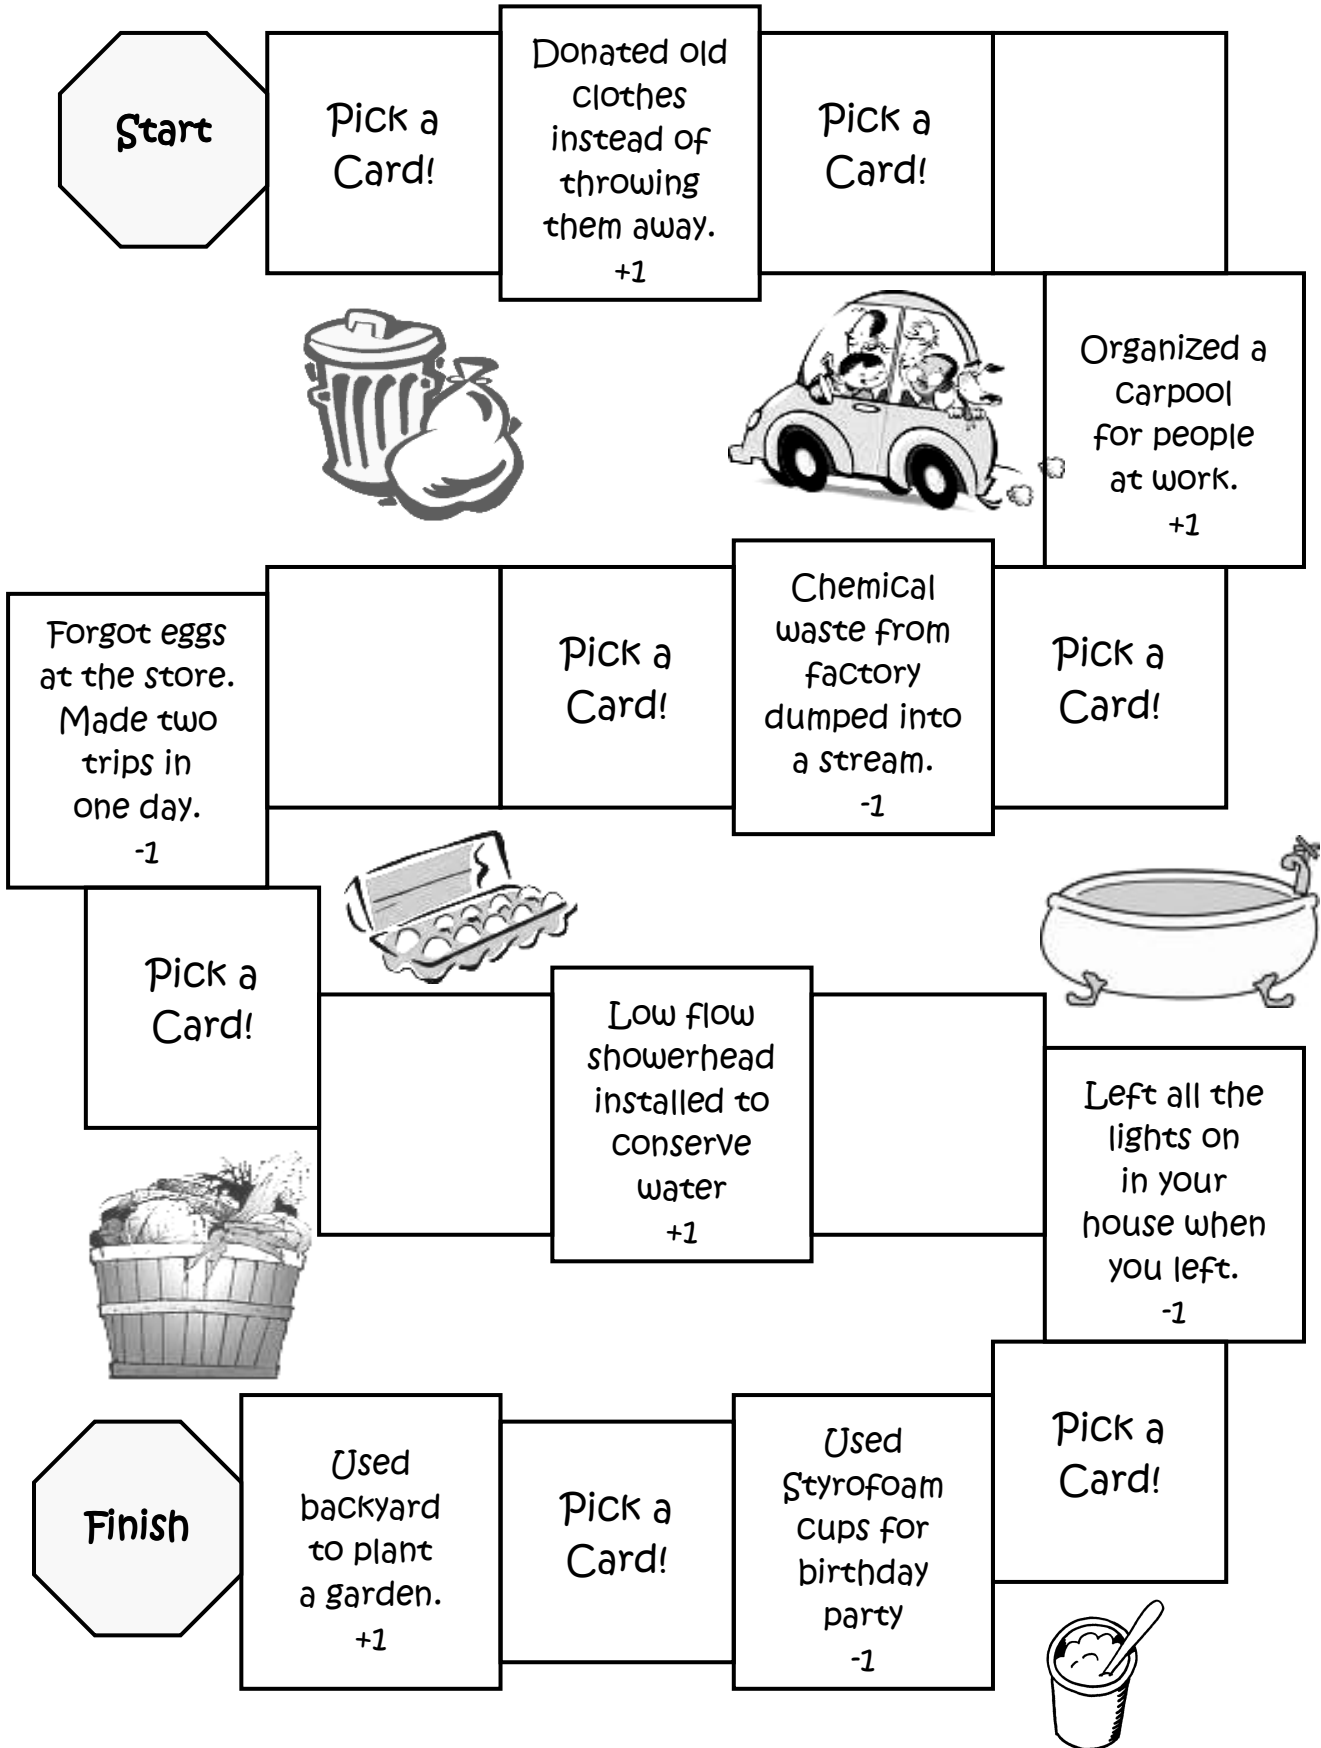 Start
Pick a
Card!
Donated old
clothes
instead of
throwing
them away.
+1
Pick a
Card!
Organized a
carpool
for people
at work.
+1
Pick a
Card!
Chemical
waste from
factory
dumped into
a stream.
-1
Pick a
Card!
Forgot eggs
at the store.
Made two
trips in
one day.
-1
Pick a
Card!
Low flow
showerhead
installed to
conserve
water
+1
Left all the
lights on
in your
house when
you left.
-1
Pick a
Card!
Used
Styrofoam
cups for
birthday
party
-1
Pick a
Card!
Used
backyard
to plant
a garden.
+1
Finish